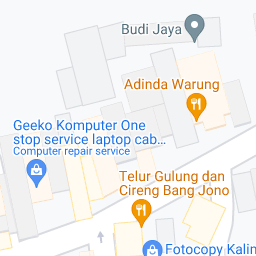 Budi Jaya
Adinda Warung
Geeko Komputer One
stop service laptop cab...
Computer repair service
Telur Gulung dan
Cireng Bang Jono
Fotocopy Kalin